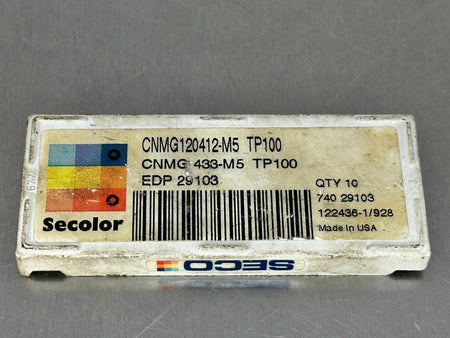 CNMG120412-M5 TP100
CNMG 433-M5 TP100
EDP 29103
QTY 10
740 29103
122436-1/928
Made In USA
Secolor
SECO